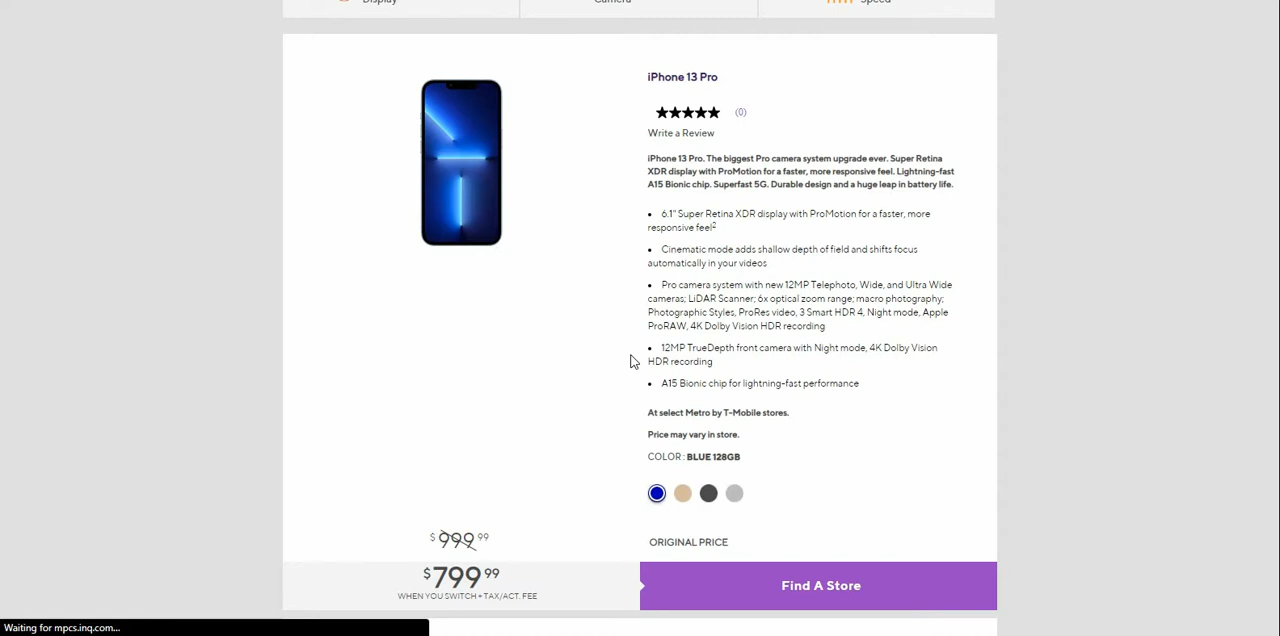 Display
Camera
Speed
iPhone 13 Pro
★★★★★ (0)
Write a Review
iPhone 13 Pro. The biggest Pro camera system upgrade ever. Super Retina
XDR display with ProMotion for a faster, more responsive feel. Lightning-fast
A15 Bionic chip. Superfast 5G. Durable design and a huge leap in battery life.
• 6.1" Super Retina XDR display with ProMotion for a faster, more
responsive feel2
• Cinematic mode adds shallow depth of field and shifts focus
automatically in your videos
• Pro camera system with new 12MP Telephoto, Wide, and Ultra Wide
cameras; LiDAR Scanner; 6x optical zoom range; macro photography;
Photographic Styles, ProRes video, 3 Smart HDR 4, Night mode, Apple
ProRAW, 4K Dolby Vision HDR recording
• 12MP TrueDepth front camera with Night mode, 4K Dolby Vision
HDR recording
• A15 Bionic chip for lightning-fast performance
At select Metro by T-Mobile stores.
Price may vary in store.
COLOR : BLUE 128GB
$999 99
ORIGINAL PRICE
$799 99
WHEN YOU SWITCH + TAX/ACT. FEE
Find A Store
Waiting for mpcs.inq.com...